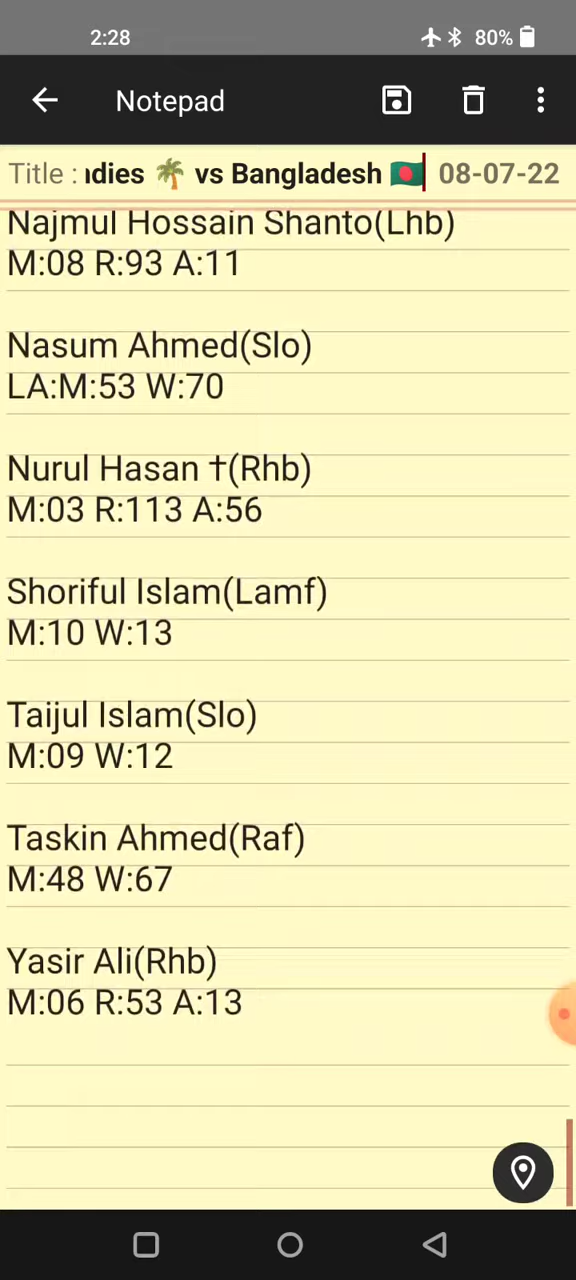 2:28 80%
Notepad
Title : ndies 🌴 vs Bangladesh 🇧🇩 08-07-22
Najmul Hossain Shanto(Lhb)
M:08 R:93 A:11
Nasum Ahmed(Slo)
LA:M:53 W:70
Nurul Hasan †(Rhb)
M:03 R:113 A:56
Shoriful Islam(Lamf)
M:10 W:13
Taijul Islam(Slo)
M:09 W:12
Taskin Ahmed(Raf)
M:48 W:67
Yasir Ali(Rhb)
M:06 R:53 A:13